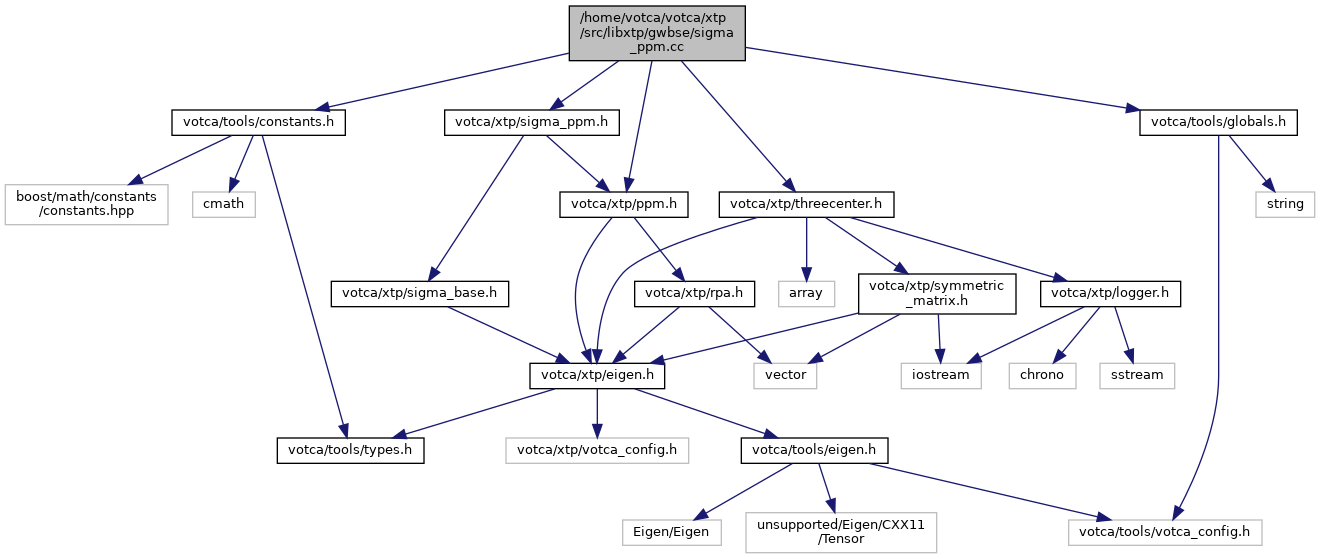 /home/votca/votca/xtp
/src/libxtp/gwbse/sigma
_ppm.cc
votca/tools/constants.h
votca/xtp/sigma_ppm.h
votca/tools/globals.h
boost/math/constants
/constants.hpp
cmath
votca/xtp/ppm.h
votca/xtp/threecenter.h
string
votca/xtp/sigma_base.h
votca/xtp/rpa.h
array
votca/xtp/symmetric
_matrix.h
votca/xtp/logger.h
votca/xtp/eigen.h
vector
iostream
chrono
sstream
votca/tools/types.h
votca/xtp/votca_config.h
votca/tools/eigen.h
Eigen/Eigen
unsupported/Eigen/CXX11
/Tensor
votca/tools/votca_config.h